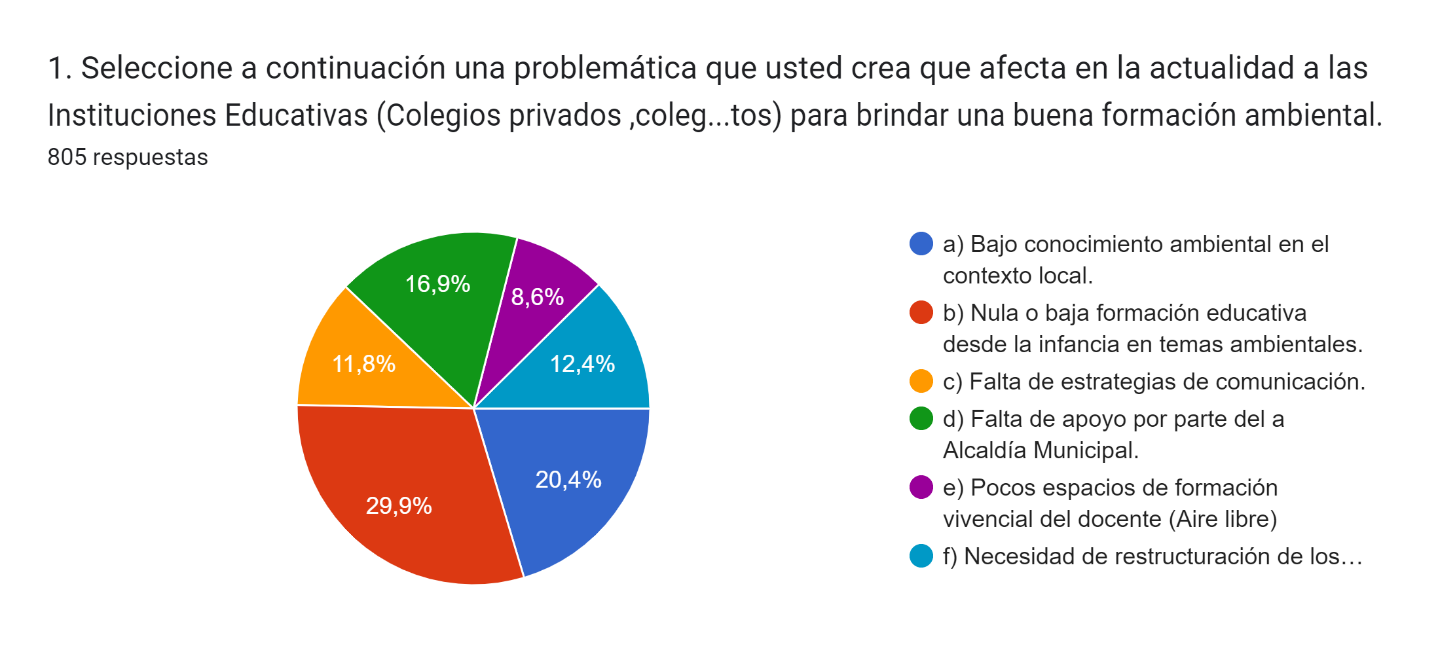 1. Seleccione a continuación una problemática que usted crea que afecta en la actualidad a las
Instituciones Educativas (Colegios privados ,coleg...tos) para brindar una buena formación ambiental.
805 respuestas
16,9%
8,6%
11,8%
12,4%
20,4%
29,9%
a) Bajo conocimiento ambiental en el
contexto local.
b) Nula o baja formación educativa
desde la infancia en temas ambientales.
c) Falta de estrategias de comunicación.
d) Falta de apoyo por parte del a
Alcaldía Municipal.
e) Pocos espacios de formación
vivencial del docente (Aire libre)
f) Necesidad de restructuración de los…